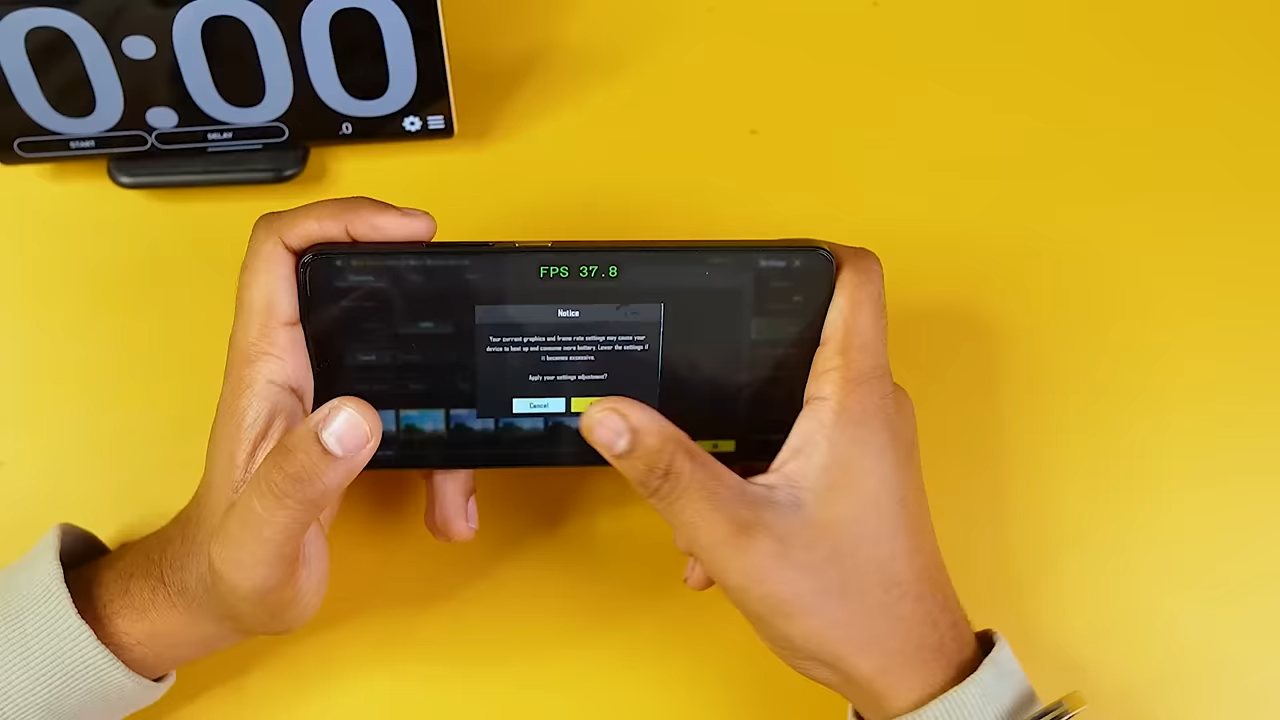 0:00
START
DELAY
.0
FPS 37.8
Notice
Your current graphics and frame rate settings may cause your
device to heat up and consume more battery. Lower the settings if
it becomes excessive.
Apply your settings adjustment?
Cancel